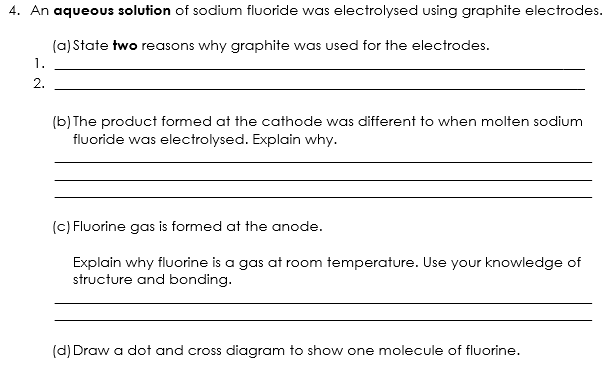 4. An aqueous solution of sodium fluoride was electrolysed using graphite electrodes.
(a) State two reasons why graphite was used for the electrodes.
1.
2.
(b) The product formed at the cathode was different to when molten sodium
fluoride was electrolysed. Explain why.
(c) Fluorine gas is formed at the anode.
Explain why fluorine is a gas at room temperature. Use your knowledge of
structure and bonding.
(d) Draw a dot and cross diagram to show one molecule of fluorine.